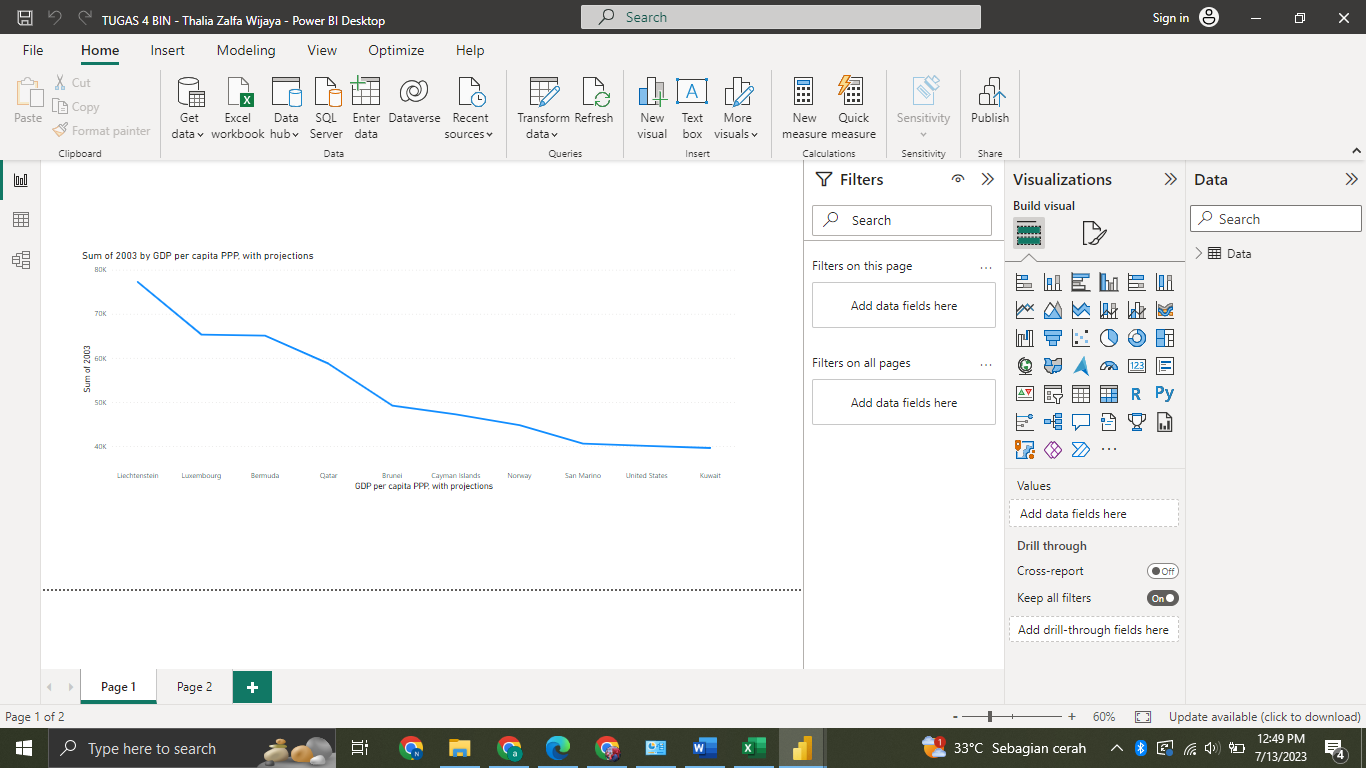 TUGAS 4 BIN - Thalia Zalfa Wijaya - Power BI Desktop
Search
Sign in
File Home Insert Modeling View Optimize Help
Paste
Cut
Copy
Format painter
Clipboard
Get data
Excel workbook
Data hub
SQL Server
Enter data
Dataverse
Recent sources
Data
Transform data
Refresh
Queries
New visual
Text box
More visuals
Insert
New measure
Quick measure
Calculations
Sensitivity
Sensitivity
Publish
Share
Sum of 2003 by GDP per capita PPP, with projections
80K
70K
60K
50K
40K
Sum of 2003
Liechtenstein Luxembourg Bermuda Qatar Brunei Cayman Islands Norway San Marino United States Kuwait
GDP per capita PPP, with projections
Filters
Search
Filters on this page
...
Add data fields here
Filters on all pages
...
Add data fields here
Visualizations
Build visual
123
R
Py
...
Values
Add data fields here
Drill through
Cross-report
Off
Keep all filters
On
Add drill-through fields here
Data
Search
Data
Page 1
Page 2
+
Page 1 of 2
- + 60%
Update available (click to download)
Type here to search
33°C Sebagian cerah
12:49 PM
7/13/2023
4